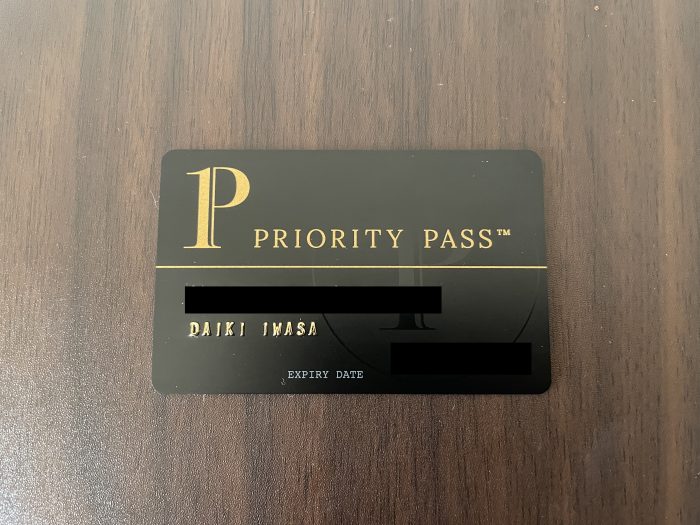 P PRIORITY PASS™
DAIKI IWASA
EXPIRY DATE